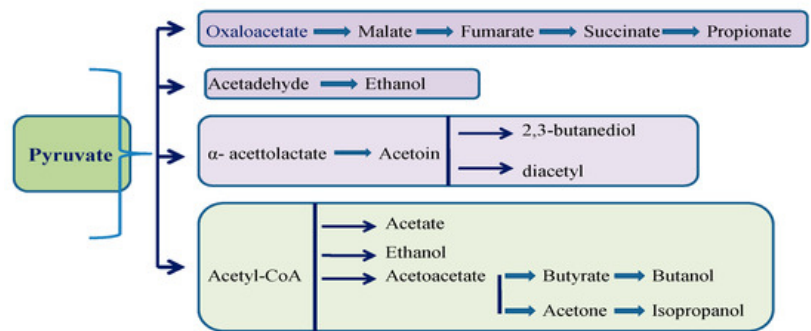 Oxaloacetate Malate Fumarate Succinate Propionate
Acetadehyde Ethanol
Pyruvate
α- acettolactate Acetoin
2,3-butanediol
diacetyl
Acetyl-CoA
Acetate
Ethanol
Acetoacetate Butyrate Butanol
Acetone Isopropanol